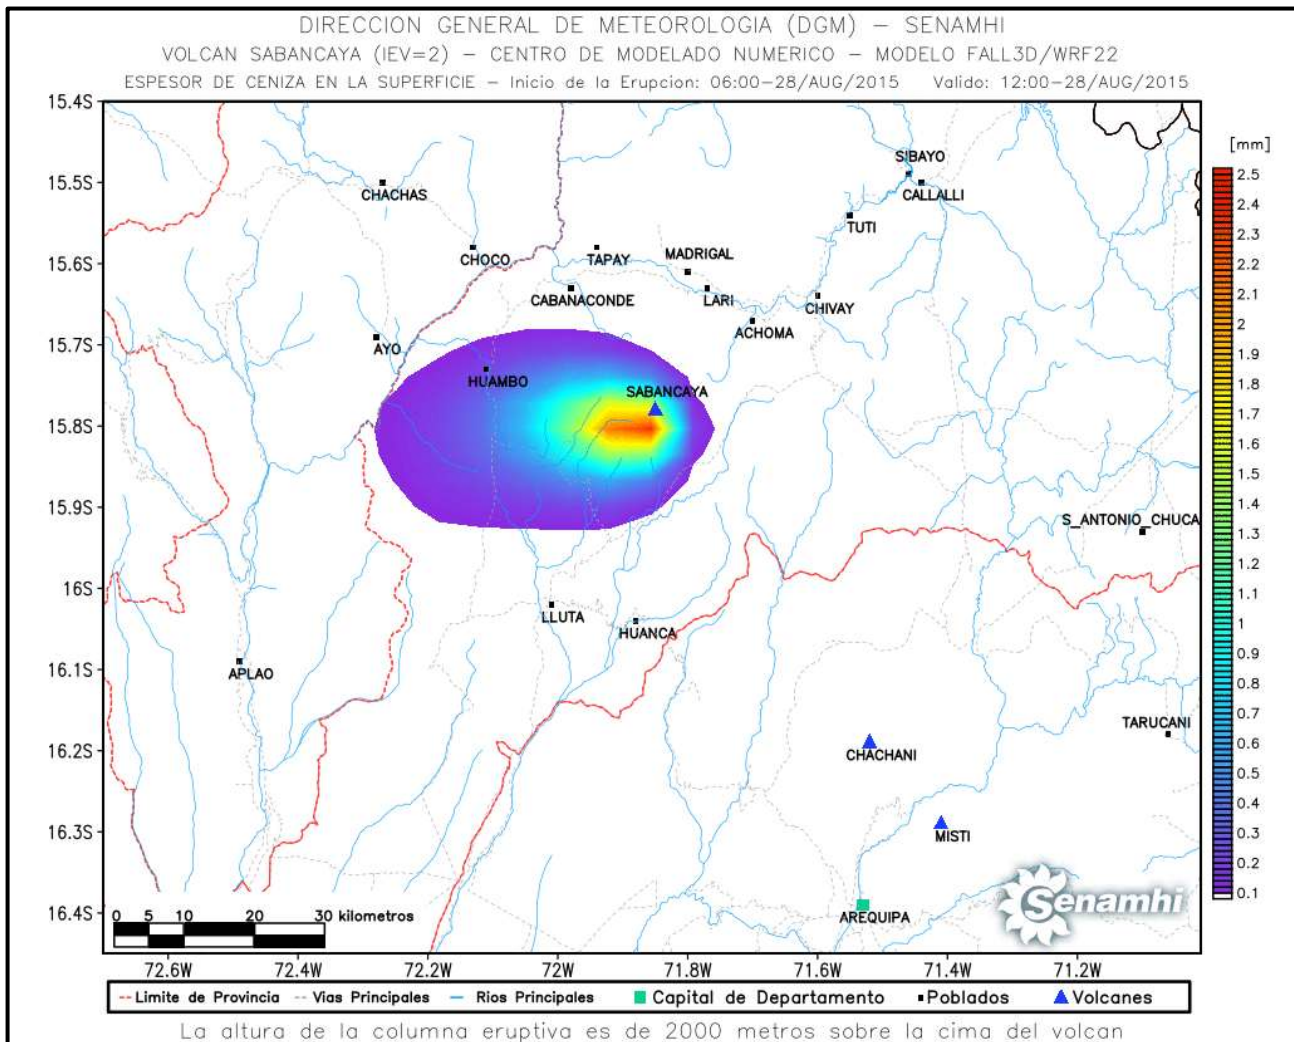 DIRECCION GENERAL DE METEOROLOGIA (DGM) – SENAMHI
VOLCAN SABANCAYA (IEV=2) – CENTRO DE MODELADO NUMERICO – MODELO FALL3D/WRF22
ESPESOR DE CENIZA EN LA SUPERFICIE – Inicio de la Erupcion: 06:00–28/AUG/2015 Valido: 12:00–28/AUG/2015
15.4S
[mm]
SIBAYO
2.5
15.5S
CHACHAS
CALLALLI
2.4
TUTI
2.3
15.6S
CHOCO
TAPAY
MADRIGAL
2.2
CABANACONDE
LARI
CHIVAY
2.1
ACHOMA
2
15.7S
AYO
1.9
HUAMBO
SABANCAYA
1.8
15.8S
1.7
1.6
1.5
15.9S
1.4
S_ANTONIO_CHUCA
1.3
1.2
16S
1.1
LLUTA
HUANCA
1
16.1S
APLAO
0.9
0.8
TARUCANI
0.7
16.2S
CHACHANI
0.6
0.5
0.4
16.3S
MISTI
0.3
0.2
0.1
16.4S
0 5 10 20 30 kilometros
AREQUIPA
Senamhi
72.6W 72.4W 72.2W 72W 71.8W 71.6W 71.4W 71.2W
Limite de Provincia Vias Principales Rios Principales Capital de Departamento Poblados Volcanes
La altura de la columna eruptiva es de 2000 metros sobre la cima del volcan